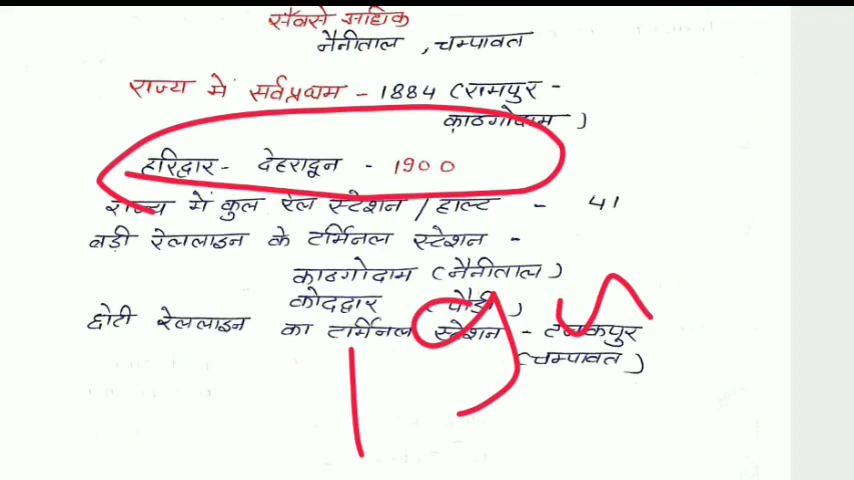 सबसे अधिक
नैनीताल , चम्पावत
राज्य में सर्वप्रथम - 1884 (रामपुर -
काठगोदाम )
हरिद्वार - देहरादून - 1900
राज्य में कुल रेल स्टेशन / हाल्ट - 41
बड़ी रेललाइन के टर्मिनल स्टेशन -
काठगोदाम (नैनीताल)
कोटद्वार (पौड़ी)
छोटी रेललाइन का टर्मिनल स्टेशन - टनकपुर
(चम्पावत )